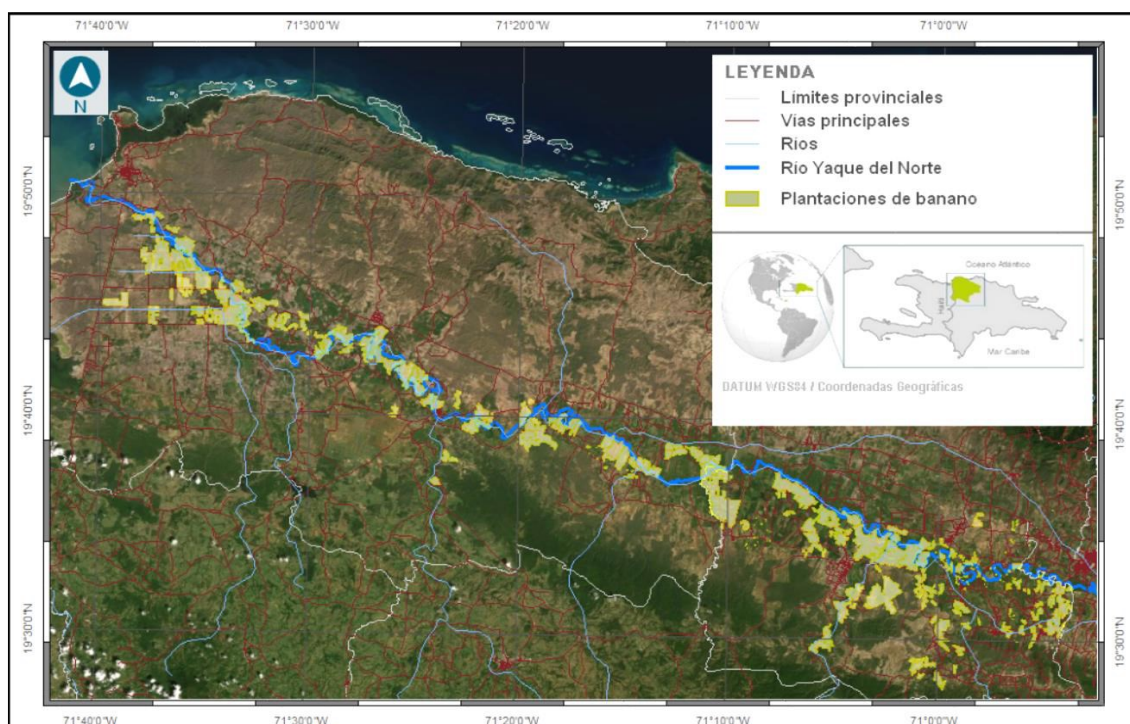 71°40'0"W 71°30'0"W 71°20'0"W 71°10'0"W 71°0'0"W
N
LEYENDA
Límites provinciales
Vías principales
Ríos
Río Yaque del Norte
Plantaciones de banano
Oceano Atlántico
Haití
Mar Caribe
DATUM WGS84 / Coordenadas Geográficas
19°50'0"N 19°50'0"N
19°40'0"N 19°40'0"N
19°30'0"N 19°30'0"N
71°40'0"W 71°30'0"W 71°20'0"W 71°10'0"W 71°0'0"W